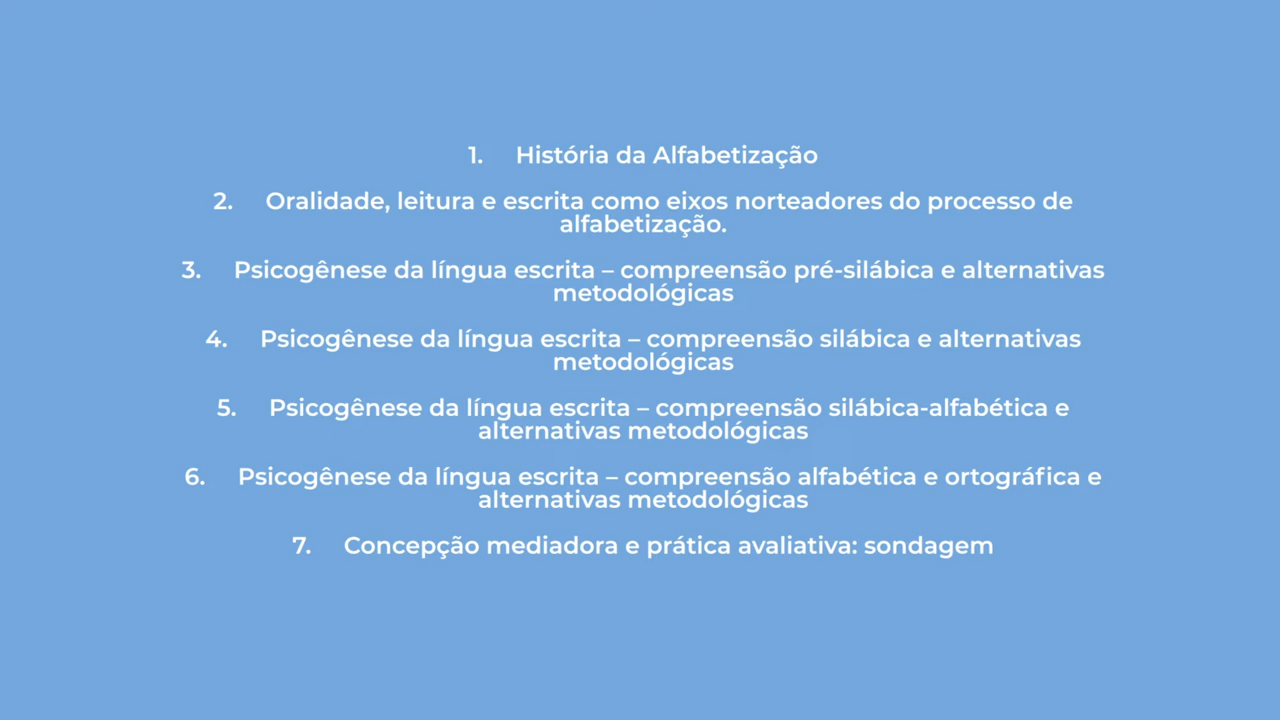 1. História da Alfabetização
2. Oralidade, leitura e escrita como eixos norteadores do processo de
alfabetização.
3. Psicogênese da língua escrita – compreensão pré-silábica e alternativas
metodológicas
4. Psicogênese da língua escrita – compreensão silábica e alternativas
metodológicas
5. Psicogênese da língua escrita – compreensão silábica-alfabética e
alternativas metodológicas
6. Psicogênese da língua escrita – compreensão alfabética e ortográfica e
alternativas metodológicas
7. Concepção mediadora e prática avaliativa: sondagem